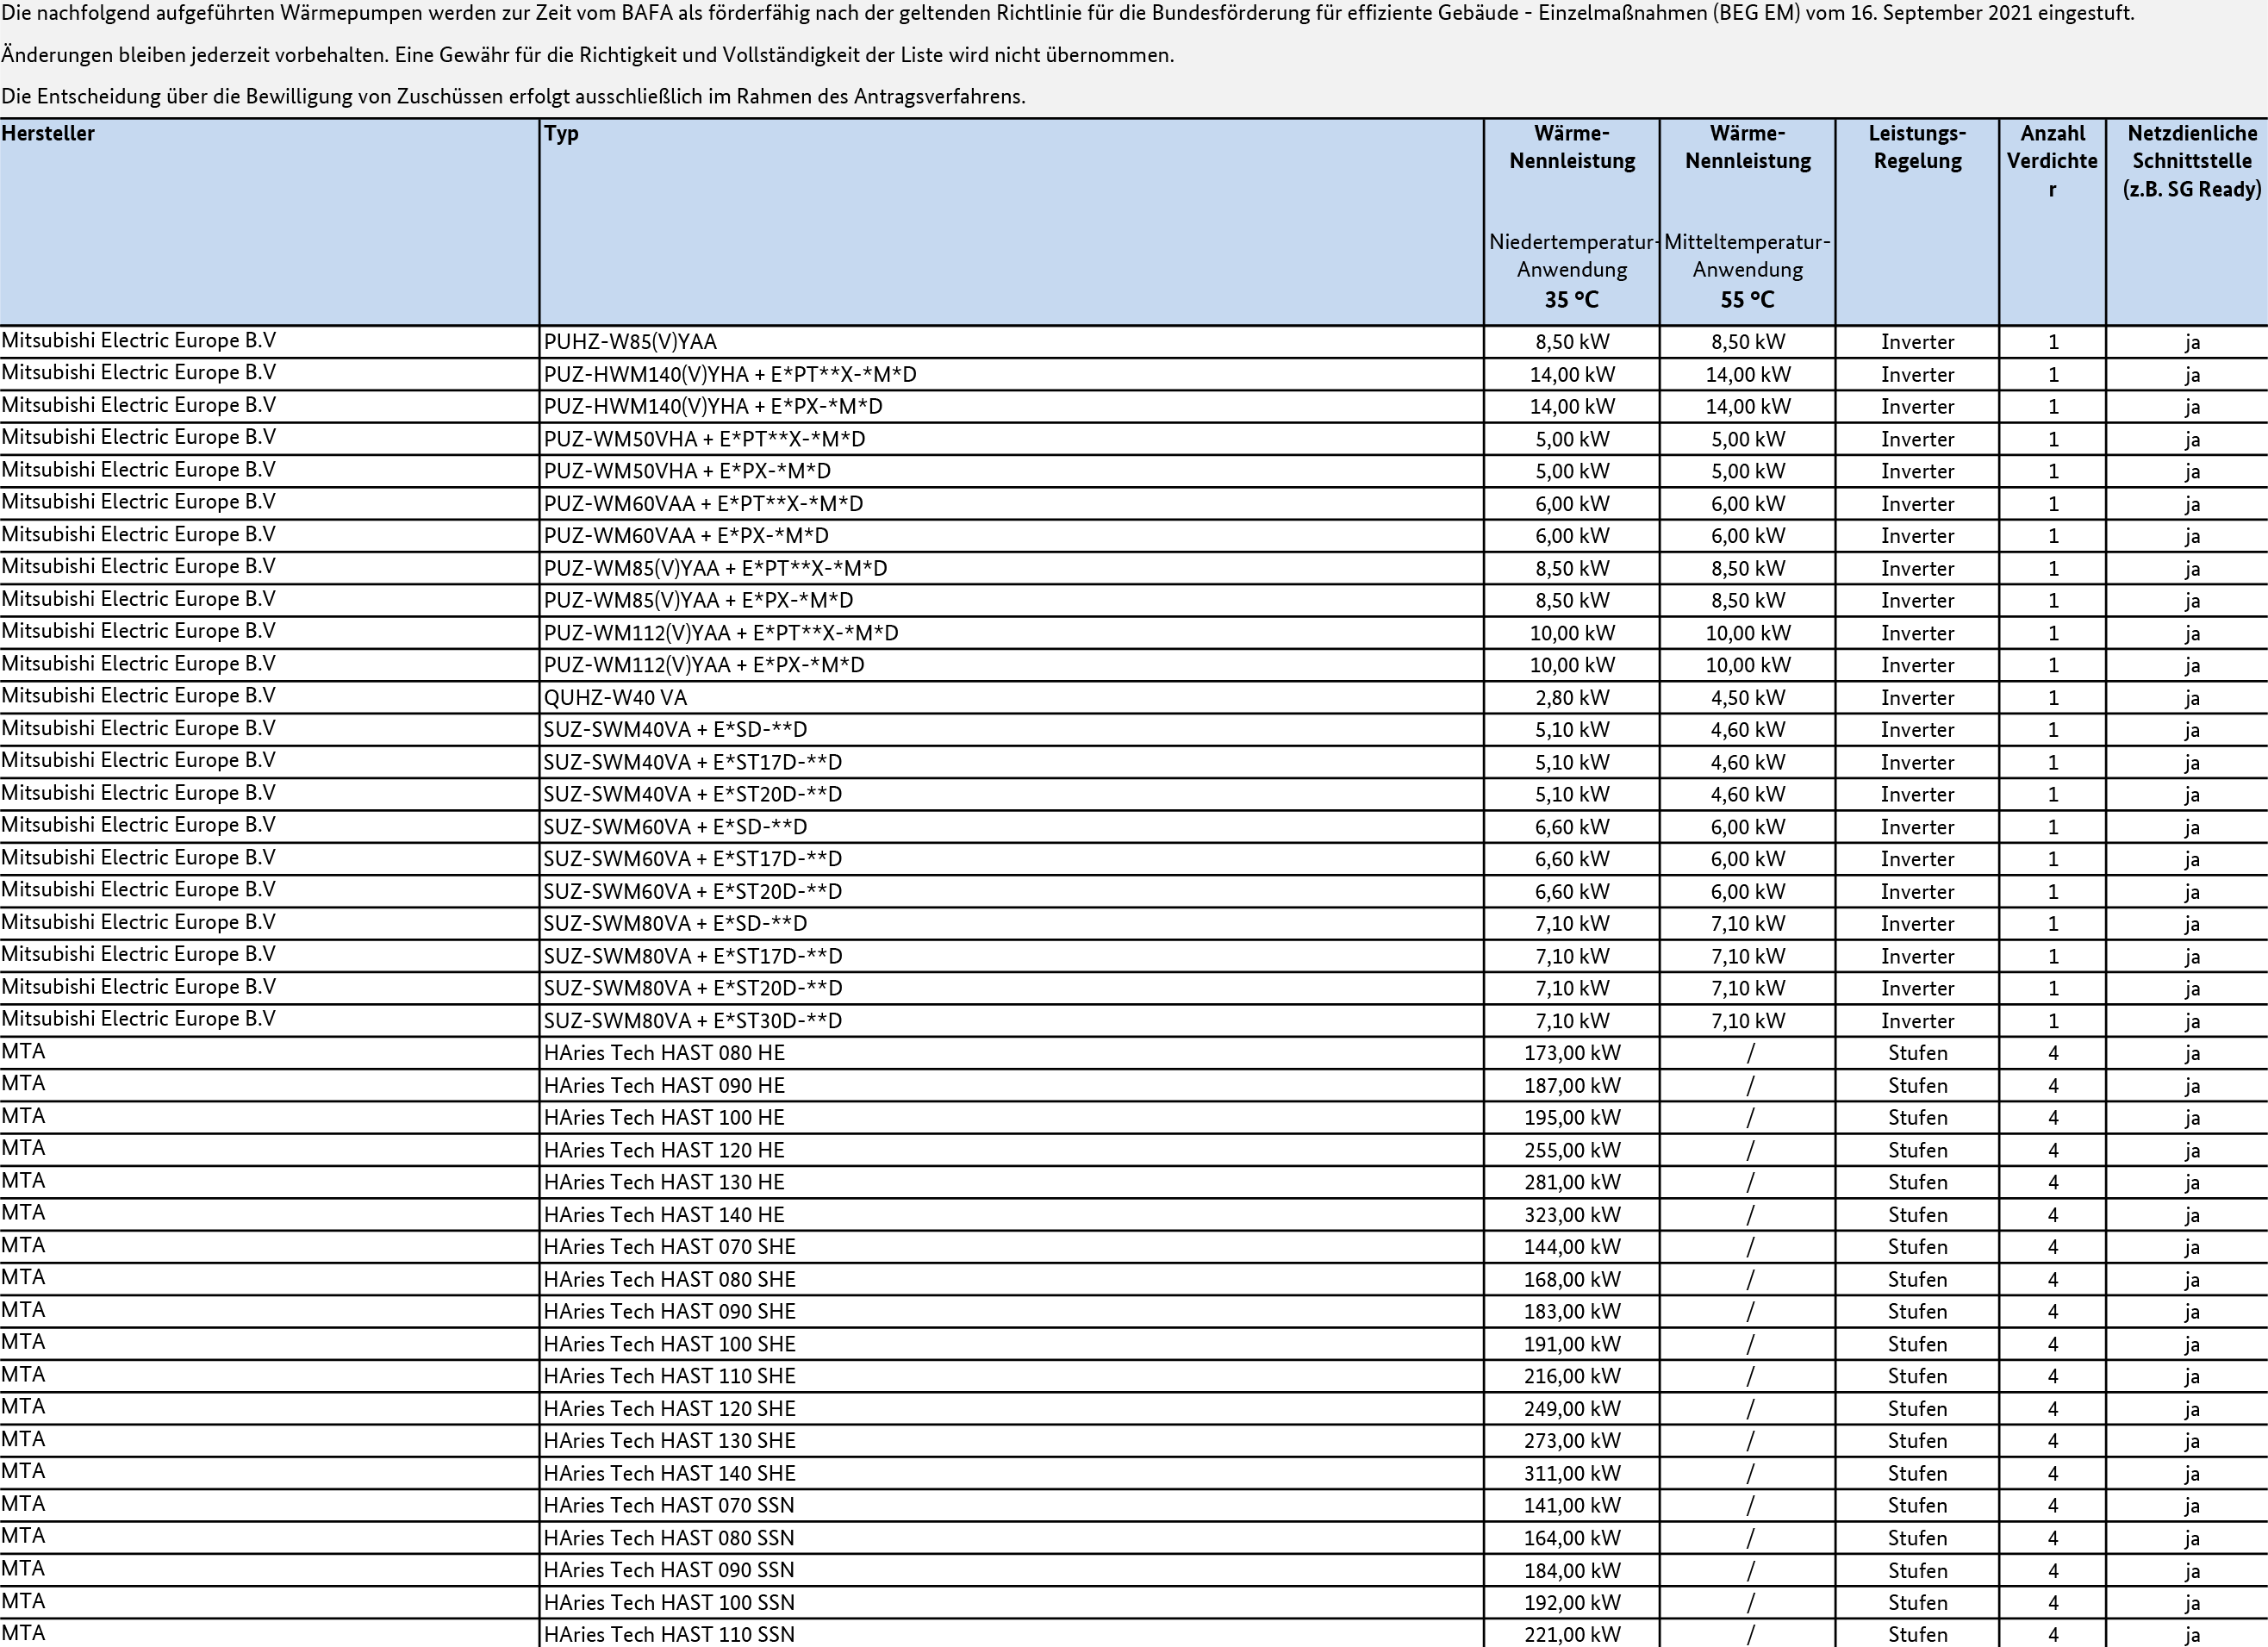 Die nachfolgend aufgeführten Wärmepumpen werden zur Zeit vom BAFA als förderfähig nach der geltenden Richtlinie für die Bundesförderung für effiziente Gebäude - Einzelmaßnahmen (BEG EM) vom 16. September 2021 eingestuft.
Änderungen bleiben jederzeit vorbehalten. Eine Gewähr für die Richtigkeit und Vollständigkeit der Liste wird nicht übernommen.
Die Entscheidung über die Bewilligung von Zuschüssen erfolgt ausschließlich im Rahmen des Antragsverfahrens.
Hersteller Typ Wärme- Wärme- Leistungs- Anzahl Netzdienliche
Nennleistung Nennleistung Regelung Verdichte Schnittstelle
r (z.B. SG Ready)
Niedertemperatur- Mitteltemperatur-
Anwendung Anwendung
35 °C 55 °C
Mitsubishi Electric Europe B.V PUHZ-W85(V)YAA 8,50 kW 8,50 kW Inverter 1 ja
Mitsubishi Electric Europe B.V PUZ-HWM140(V)YHA + E*PT**X-*M*D 14,00 kW 14,00 kW Inverter 1 ja
Mitsubishi Electric Europe B.V PUZ-HWM140(V)YHA + E*PX-*M*D 14,00 kW 14,00 kW Inverter 1 ja
Mitsubishi Electric Europe B.V PUZ-WM50VHA + E*PT**X-*M*D 5,00 kW 5,00 kW Inverter 1 ja
Mitsubishi Electric Europe B.V PUZ-WM50VHA + E*PX-*M*D 5,00 kW 5,00 kW Inverter 1 ja
Mitsubishi Electric Europe B.V PUZ-WM60VAA + E*PT**X-*M*D 6,00 kW 6,00 kW Inverter 1 ja
Mitsubishi Electric Europe B.V PUZ-WM60VAA + E*PX-*M*D 6,00 kW 6,00 kW Inverter 1 ja
Mitsubishi Electric Europe B.V PUZ-WM85(V)YAA + E*PT**X-*M*D 8,50 kW 8,50 kW Inverter 1 ja
Mitsubishi Electric Europe B.V PUZ-WM85(V)YAA + E*PX-*M*D 8,50 kW 8,50 kW Inverter 1 ja
Mitsubishi Electric Europe B.V PUZ-WM112(V)YAA + E*PT**X-*M*D 10,00 kW 10,00 kW Inverter 1 ja
Mitsubishi Electric Europe B.V PUZ-WM112(V)YAA + E*PX-*M*D 10,00 kW 10,00 kW Inverter 1 ja
Mitsubishi Electric Europe B.V QUHZ-W40 VA 2,80 kW 4,50 kW Inverter 1 ja
Mitsubishi Electric Europe B.V SUZ-SWM40VA + E*SD-**D 5,10 kW 4,60 kW Inverter 1 ja
Mitsubishi Electric Europe B.V SUZ-SWM40VA + E*ST17D-**D 5,10 kW 4,60 kW Inverter 1 ja
Mitsubishi Electric Europe B.V SUZ-SWM40VA + E*ST20D-**D 5,10 kW 4,60 kW Inverter 1 ja
Mitsubishi Electric Europe B.V SUZ-SWM60VA + E*SD-**D 6,60 kW 6,00 kW Inverter 1 ja
Mitsubishi Electric Europe B.V SUZ-SWM60VA + E*ST17D-**D 6,60 kW 6,00 kW Inverter 1 ja
Mitsubishi Electric Europe B.V SUZ-SWM60VA + E*ST20D-**D 6,60 kW 6,00 kW Inverter 1 ja
Mitsubishi Electric Europe B.V SUZ-SWM80VA + E*SD-**D 7,10 kW 7,10 kW Inverter 1 ja
Mitsubishi Electric Europe B.V SUZ-SWM80VA + E*ST17D-**D 7,10 kW 7,10 kW Inverter 1 ja
Mitsubishi Electric Europe B.V SUZ-SWM80VA + E*ST20D-**D 7,10 kW 7,10 kW Inverter 1 ja
Mitsubishi Electric Europe B.V SUZ-SWM80VA + E*ST30D-**D 7,10 kW 7,10 kW Inverter 1 ja
MTA HAries Tech HAST 080 HE 173,00 kW / Stufen 4 ja
MTA HAries Tech HAST 090 HE 187,00 kW / Stufen 4 ja
MTA HAries Tech HAST 100 HE 195,00 kW / Stufen 4 ja
MTA HAries Tech HAST 120 HE 255,00 kW / Stufen 4 ja
MTA HAries Tech HAST 130 HE 281,00 kW / Stufen 4 ja
MTA HAries Tech HAST 140 HE 323,00 kW / Stufen 4 ja
MTA HAries Tech HAST 070 SHE 144,00 kW / Stufen 4 ja
MTA HAries Tech HAST 080 SHE 168,00 kW / Stufen 4 ja
MTA HAries Tech HAST 090 SHE 183,00 kW / Stufen 4 ja
MTA HAries Tech HAST 100 SHE 191,00 kW / Stufen 4 ja
MTA HAries Tech HAST 110 SHE 216,00 kW / Stufen 4 ja
MTA HAries Tech HAST 120 SHE 249,00 kW / Stufen 4 ja
MTA HAries Tech HAST 130 SHE 273,00 kW / Stufen 4 ja
MTA HAries Tech HAST 140 SHE 311,00 kW / Stufen 4 ja
MTA HAries Tech HAST 070 SSN 141,00 kW / Stufen 4 ja
MTA HAries Tech HAST 080 SSN 164,00 kW / Stufen 4 ja
MTA HAries Tech HAST 090 SSN 184,00 kW / Stufen 4 ja
MTA HAries Tech HAST 100 SSN 192,00 kW / Stufen 4 ja
MTA HAries Tech HAST 110 SSN 221,00 kW / Stufen 4 ja